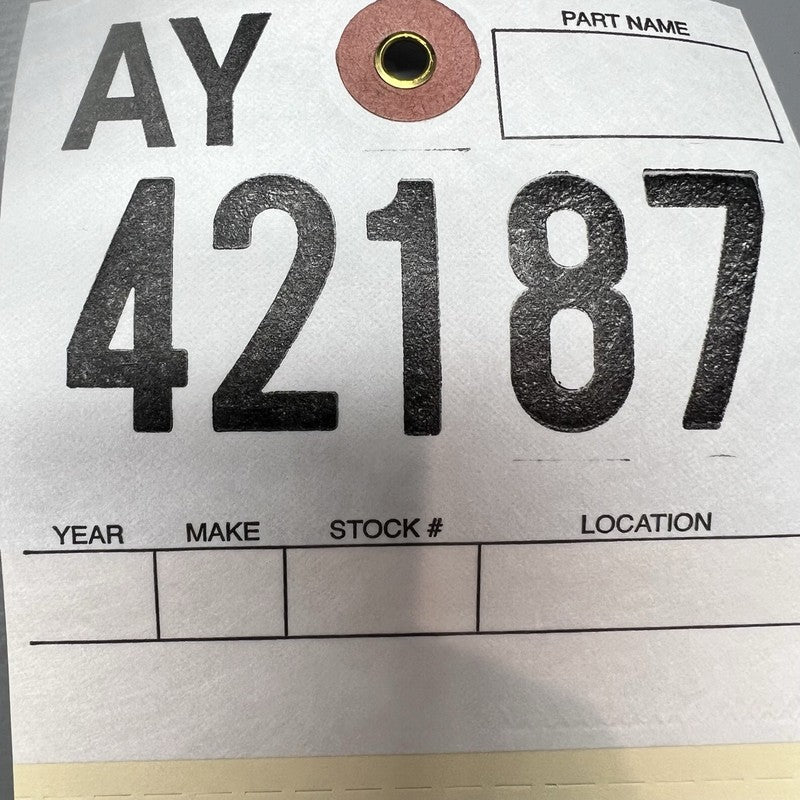 AY
PART NAME
42187
YEAR MAKE STOCK # LOCATION